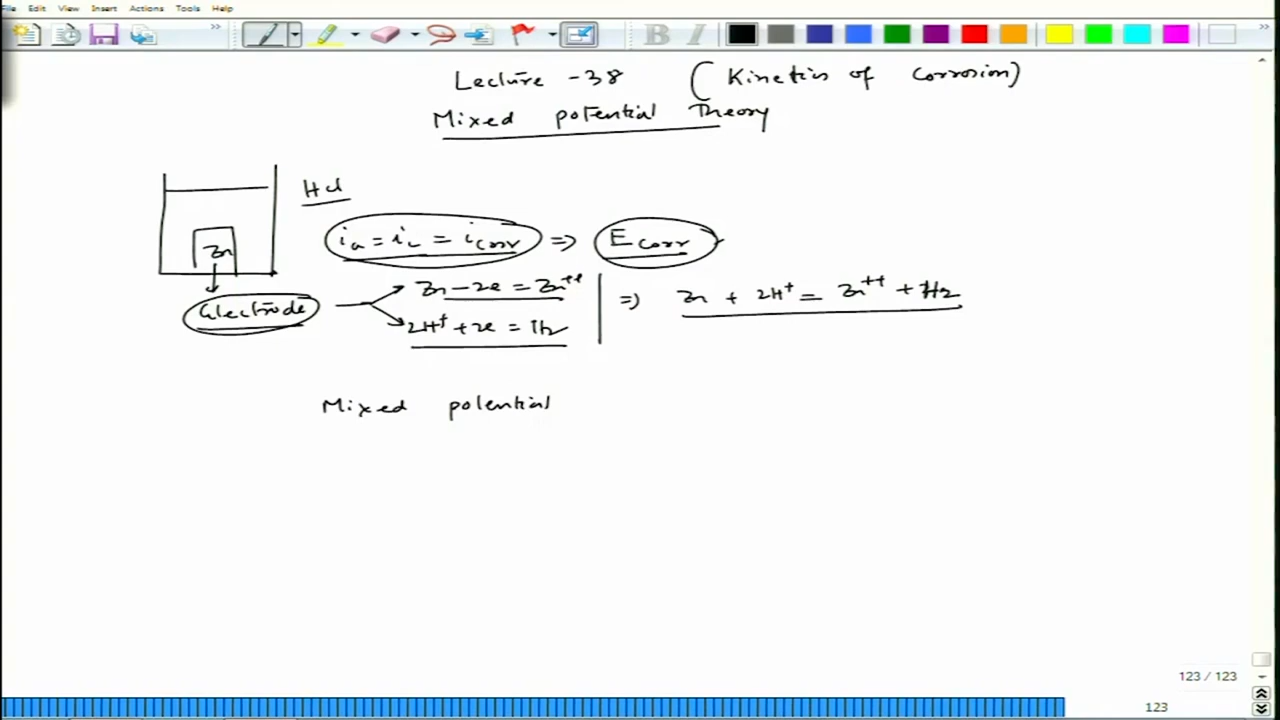 File Edit View Insert Actions Tools Help
Lecture -38 (Kinetics of Corrosion)
Mixed potential Theory
HCl
ia = ic = icorr => Ecorr
Zn
Zn - 2e = Zn++
=> Zn + 2H+ = Zn++ + H2
Electrode
2H+ + 2e = H2
Mixed potential
123 / 123
123